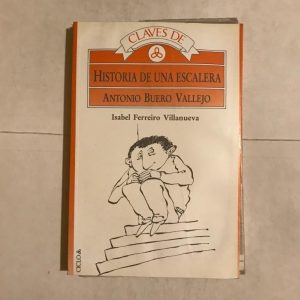 CLAVES DE
HISTORIA DE UNA ESCALERA
ANTONIO BUERO VALLEJO
Isabel Ferreiro Villanueva
CICLO